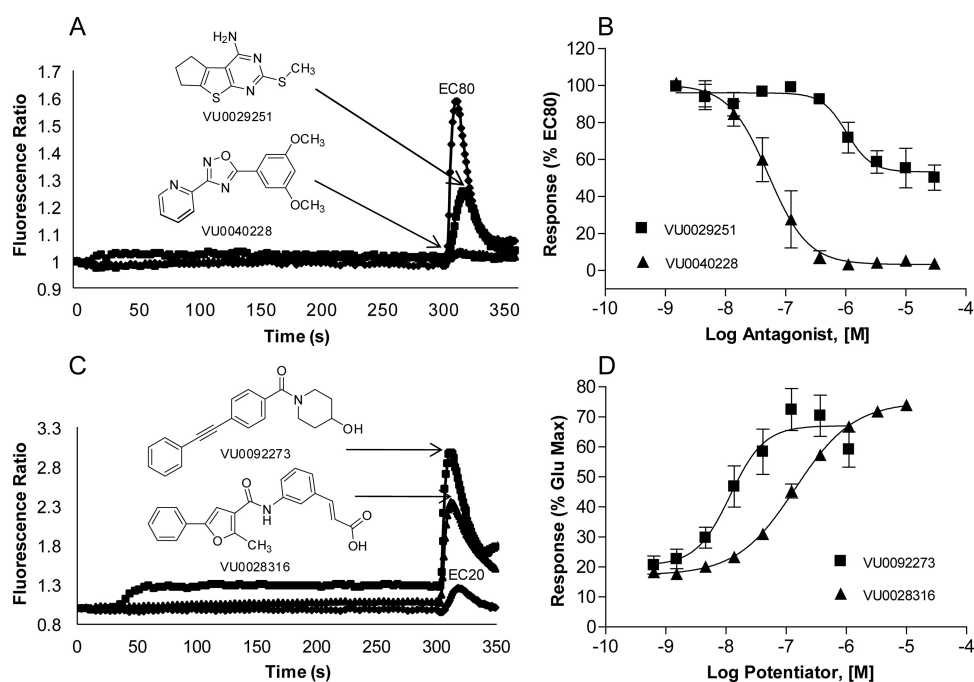 A
NH₂
N
CH₃
S
N
S
VU0029251
N
O
OCH₃
N
N
OCH₃
VU0040228
EC80
Fluorescence Ratio
1.7
1.6
1.5
1.4
1.3
1.2
1.1
1
0.9
0 50 100 150 200 250 300 350
Time (s)
B
Response (% EC80)
120
100
80
60
40
20
0
VU0029251
VU0040228
-10 -9 -8 -7 -6 -5 -4
Log Antagonist, [M]
C
O
N
OH
VU0092273
O
N
H
O
CH₃
O
OH
VU0028316
EC20
Fluorescence Ratio
3.3
2.8
2.3
1.8
1.3
0.8
0 50 100 150 200 250 300 350
Time (s)
D
Response (% Glu Max)
80
70
60
50
40
30
20
10
0
VU0092273
VU0028316
-10 -9 -8 -7 -6 -5 -4
Log Potentiator, [M]